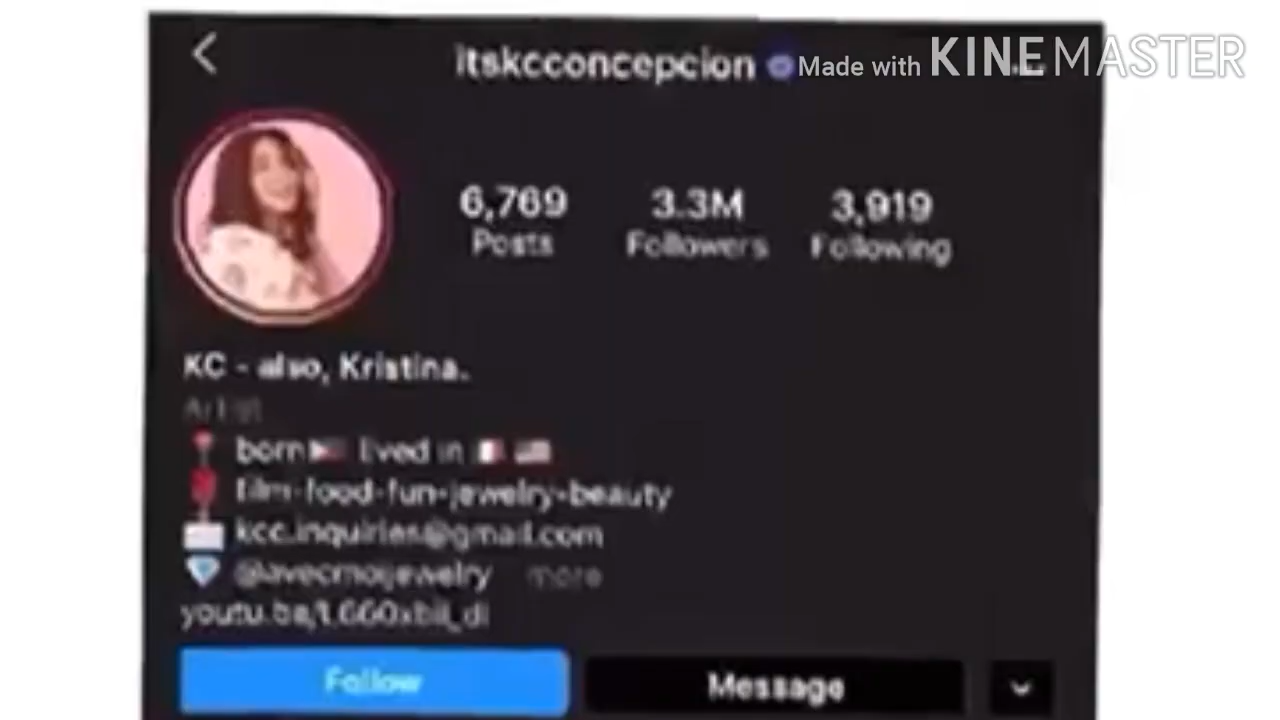 itskcconcepcion
Made with KINEMASTER
6,769 3.3M 3,919
Posts Followers Following
KC - also, Kristina.
Artist
born lived in
film-food-fun-jewelry-beauty
kcc.inquiries@gmail.com
@avecmoijewelry more
Follow Message